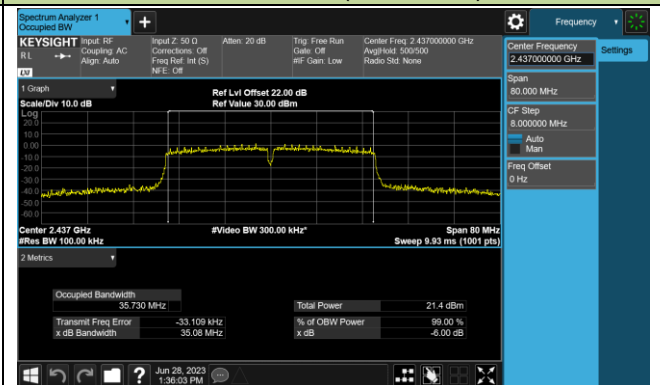 Spectrum Analyzer 1
Occupied BW
+
Frequency
KEYSIGHT
RL
LXI
Input: RF
Coupling: AC
Align: Auto
Input Z: 50 Ω
Corrections: Off
Freq Ref: Int (S)
NFE: Off
Atten: 20 dB
Trig: Free Run
Gate: Off
#IF Gain: Low
Center Freq: 2.437000000 GHz
Avg|Hold: 500/500
Radio Std: None
Center Frequency
2.437000000 GHz
Settings
Span
80.000 MHz
CF Step
8.000000 MHz
Auto
Man
Freq Offset
0 Hz
1 Graph
Scale/Div 10.0 dB
Ref Lvl Offset 22.00 dB
Ref Value 30.00 dBm
Log
20.0
10.0
0.00
-10.0
-20.0
-30.0
-40.0
-50.0
-60.0
Center 2.437 GHz
#Res BW 100.00 kHz
#Video BW 300.00 kHz*
Span 80 MHz
Sweep 9.93 ms (1001 pts)
2 Metrics
Occupied Bandwidth
35.730 MHz
Total Power 21.4 dBm
Transmit Freq Error -33.109 kHz
% of OBW Power 99.00 %
x dB Bandwidth 35.08 MHz
x dB -6.00 dB
?
Jun 28, 2023
1:36:03 PM